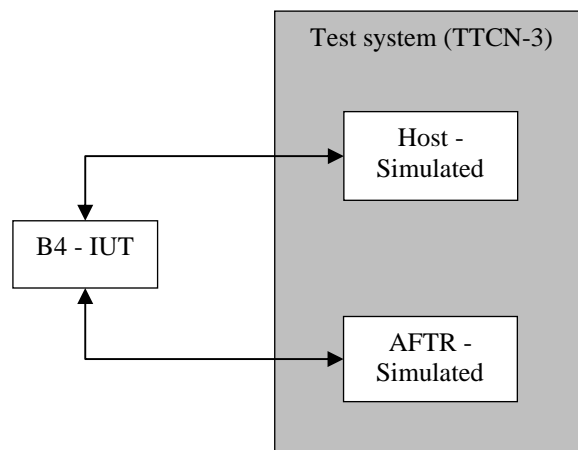 Test system (TTCN-3)
Host -
Simulated
B4 - IUT
AFTR -
Simulated